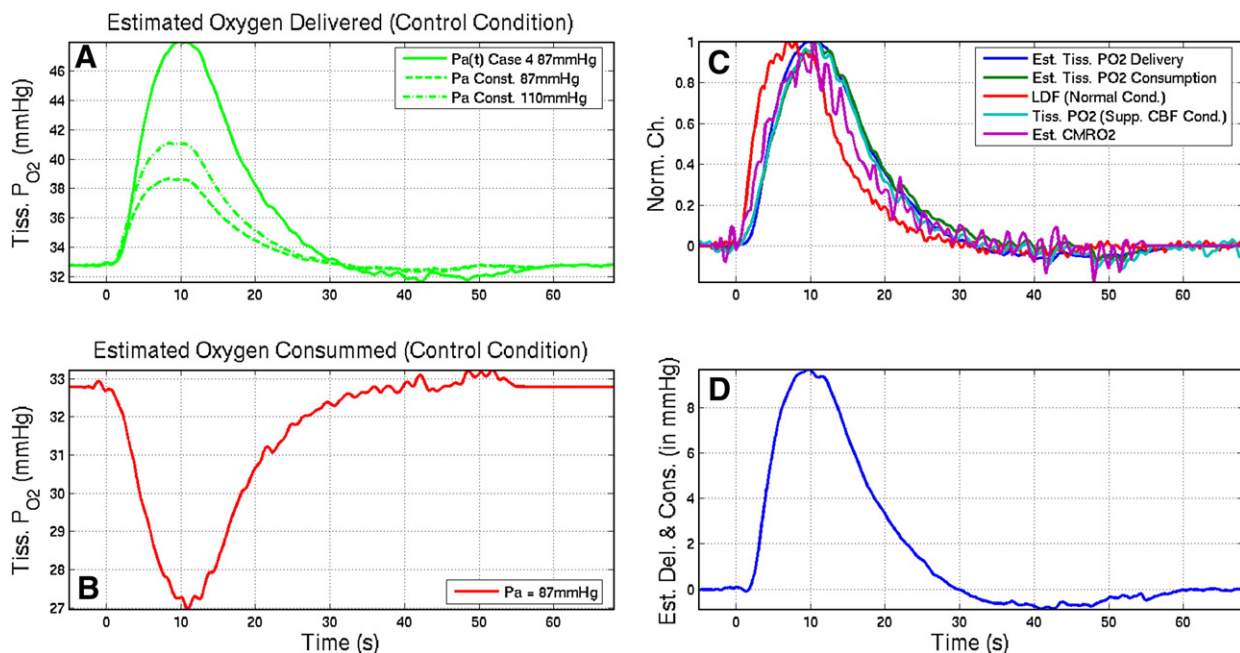 Estimated Oxygen Delivered (Control Condition)
A
Pa(t) Case 4 87mmHg
Pa Const. 87mmHg
Pa Const. 110mmHg
Tiss. P O2 (mmHg)
46
44
42
40
38
36
34
32
0 10 20 30 40 50 60
C
Est. Tiss. PO2 Delivery
Est. Tiss. PO2 Consumption
LDF (Normal Cond.)
Tiss. PO2 (Supp. CBF Cond.)
Est. CMRO2
Norm. Ch.
1
0.8
0.6
0.4
0.2
0
0 10 20 30 40 50 60
Estimated Oxygen Consummed (Control Condition)
B
Pa = 87mmHg
Tiss. P O2 (mmHg)
33
32
31
30
29
28
27
0 10 20 30 40 50 60
Time (s)
D
Est. Del. & Cons. (in mmHg)
8
6
4
2
0
0 10 20 30 40 50 60
Time (s)